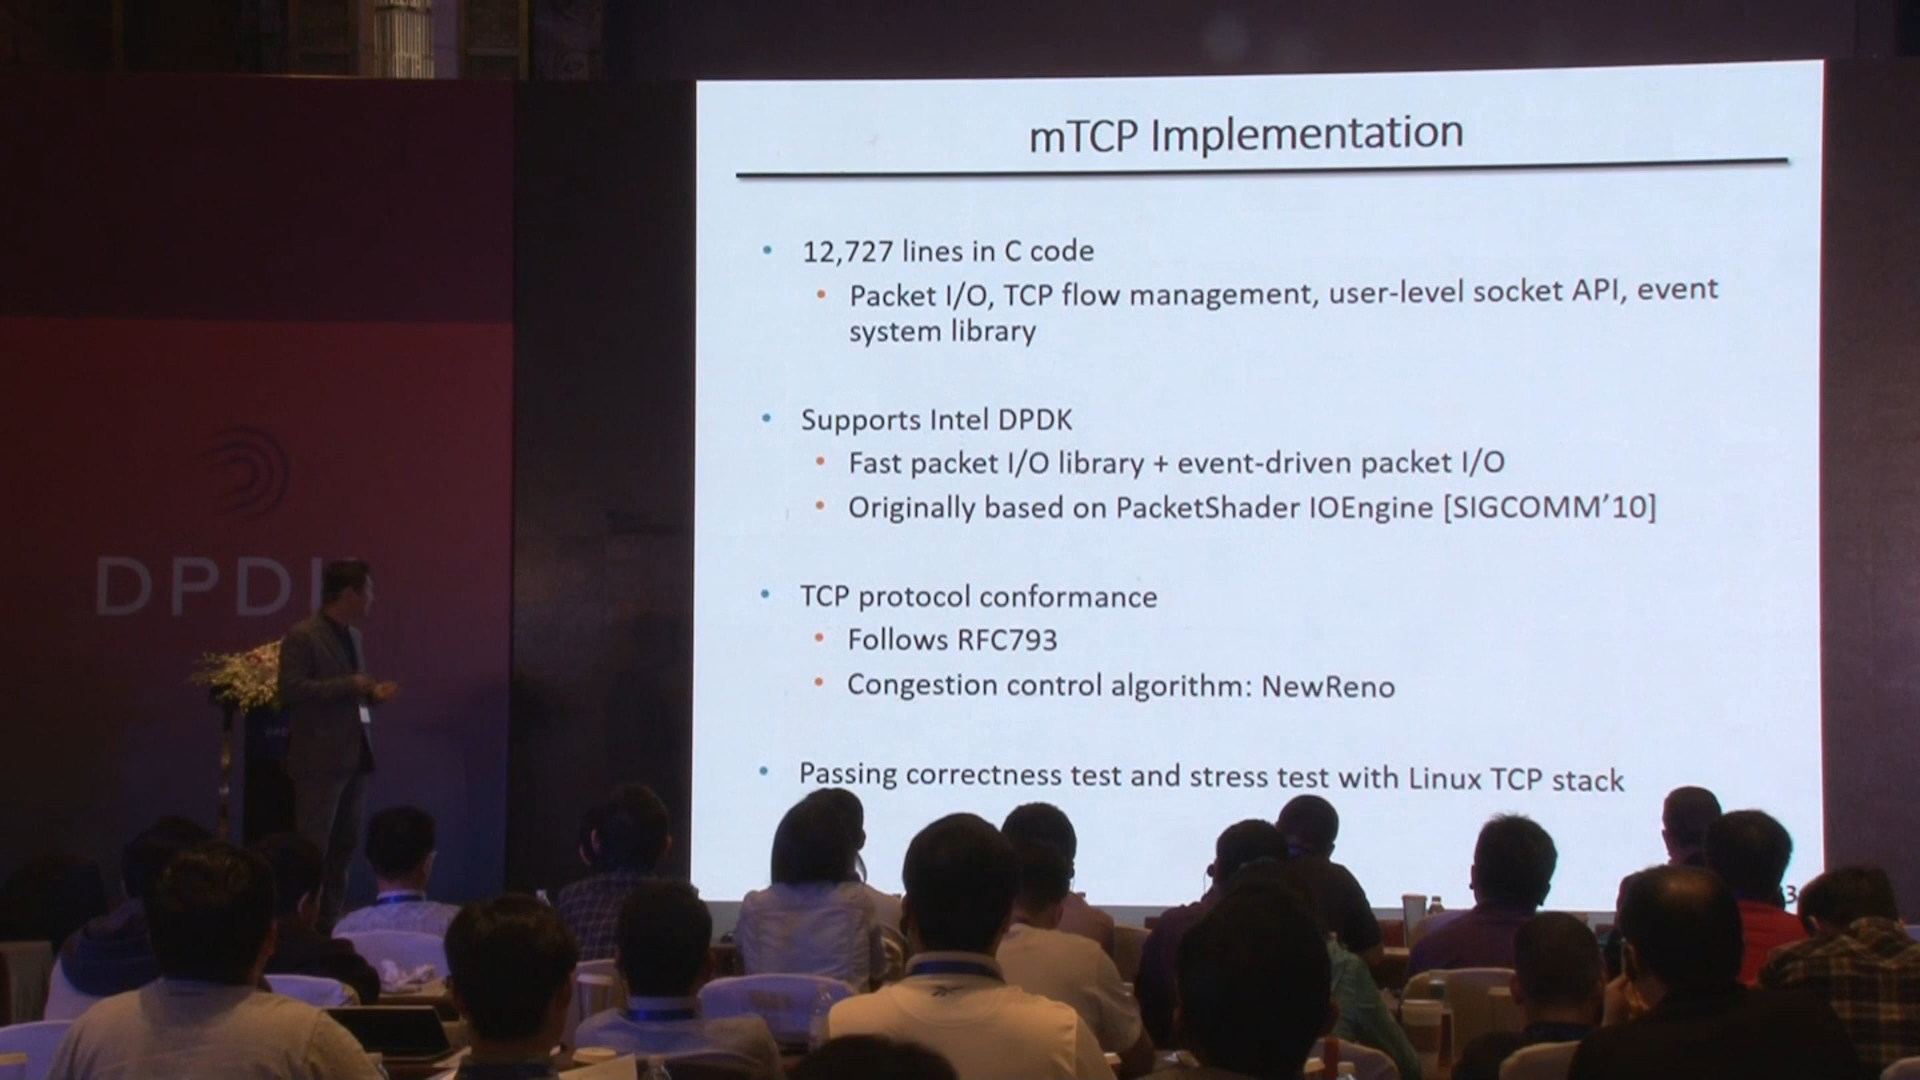 mTCP Implementation
• 12,727 lines in C code
• Packet I/O, TCP flow management, user-level socket API, event
system library
• Supports Intel DPDK
• Fast packet I/O library + event-driven packet I/O
• Originally based on PacketShader IOEngine [SIGCOMM’10]
• TCP protocol conformance
• Follows RFC793
• Congestion control algorithm: NewReno
• Passing correctness test and stress test with Linux TCP stack
DPDK